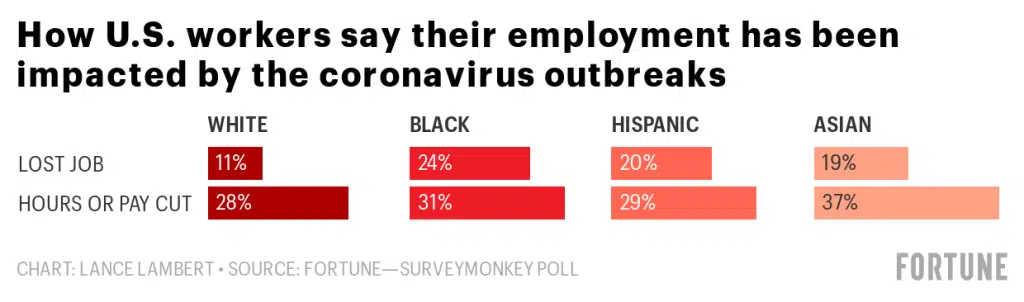 How U.S. workers say their employment has been
impacted by the coronavirus outbreaks
WHITE BLACK HISPANIC ASIAN
LOST JOB 11% 24% 20% 19%
HOURS OR PAY CUT 28% 31% 29% 37%
CHART: LANCE LAMBERT • SOURCE: FORTUNE—SURVEYMONKEY POLL
FORTUNE